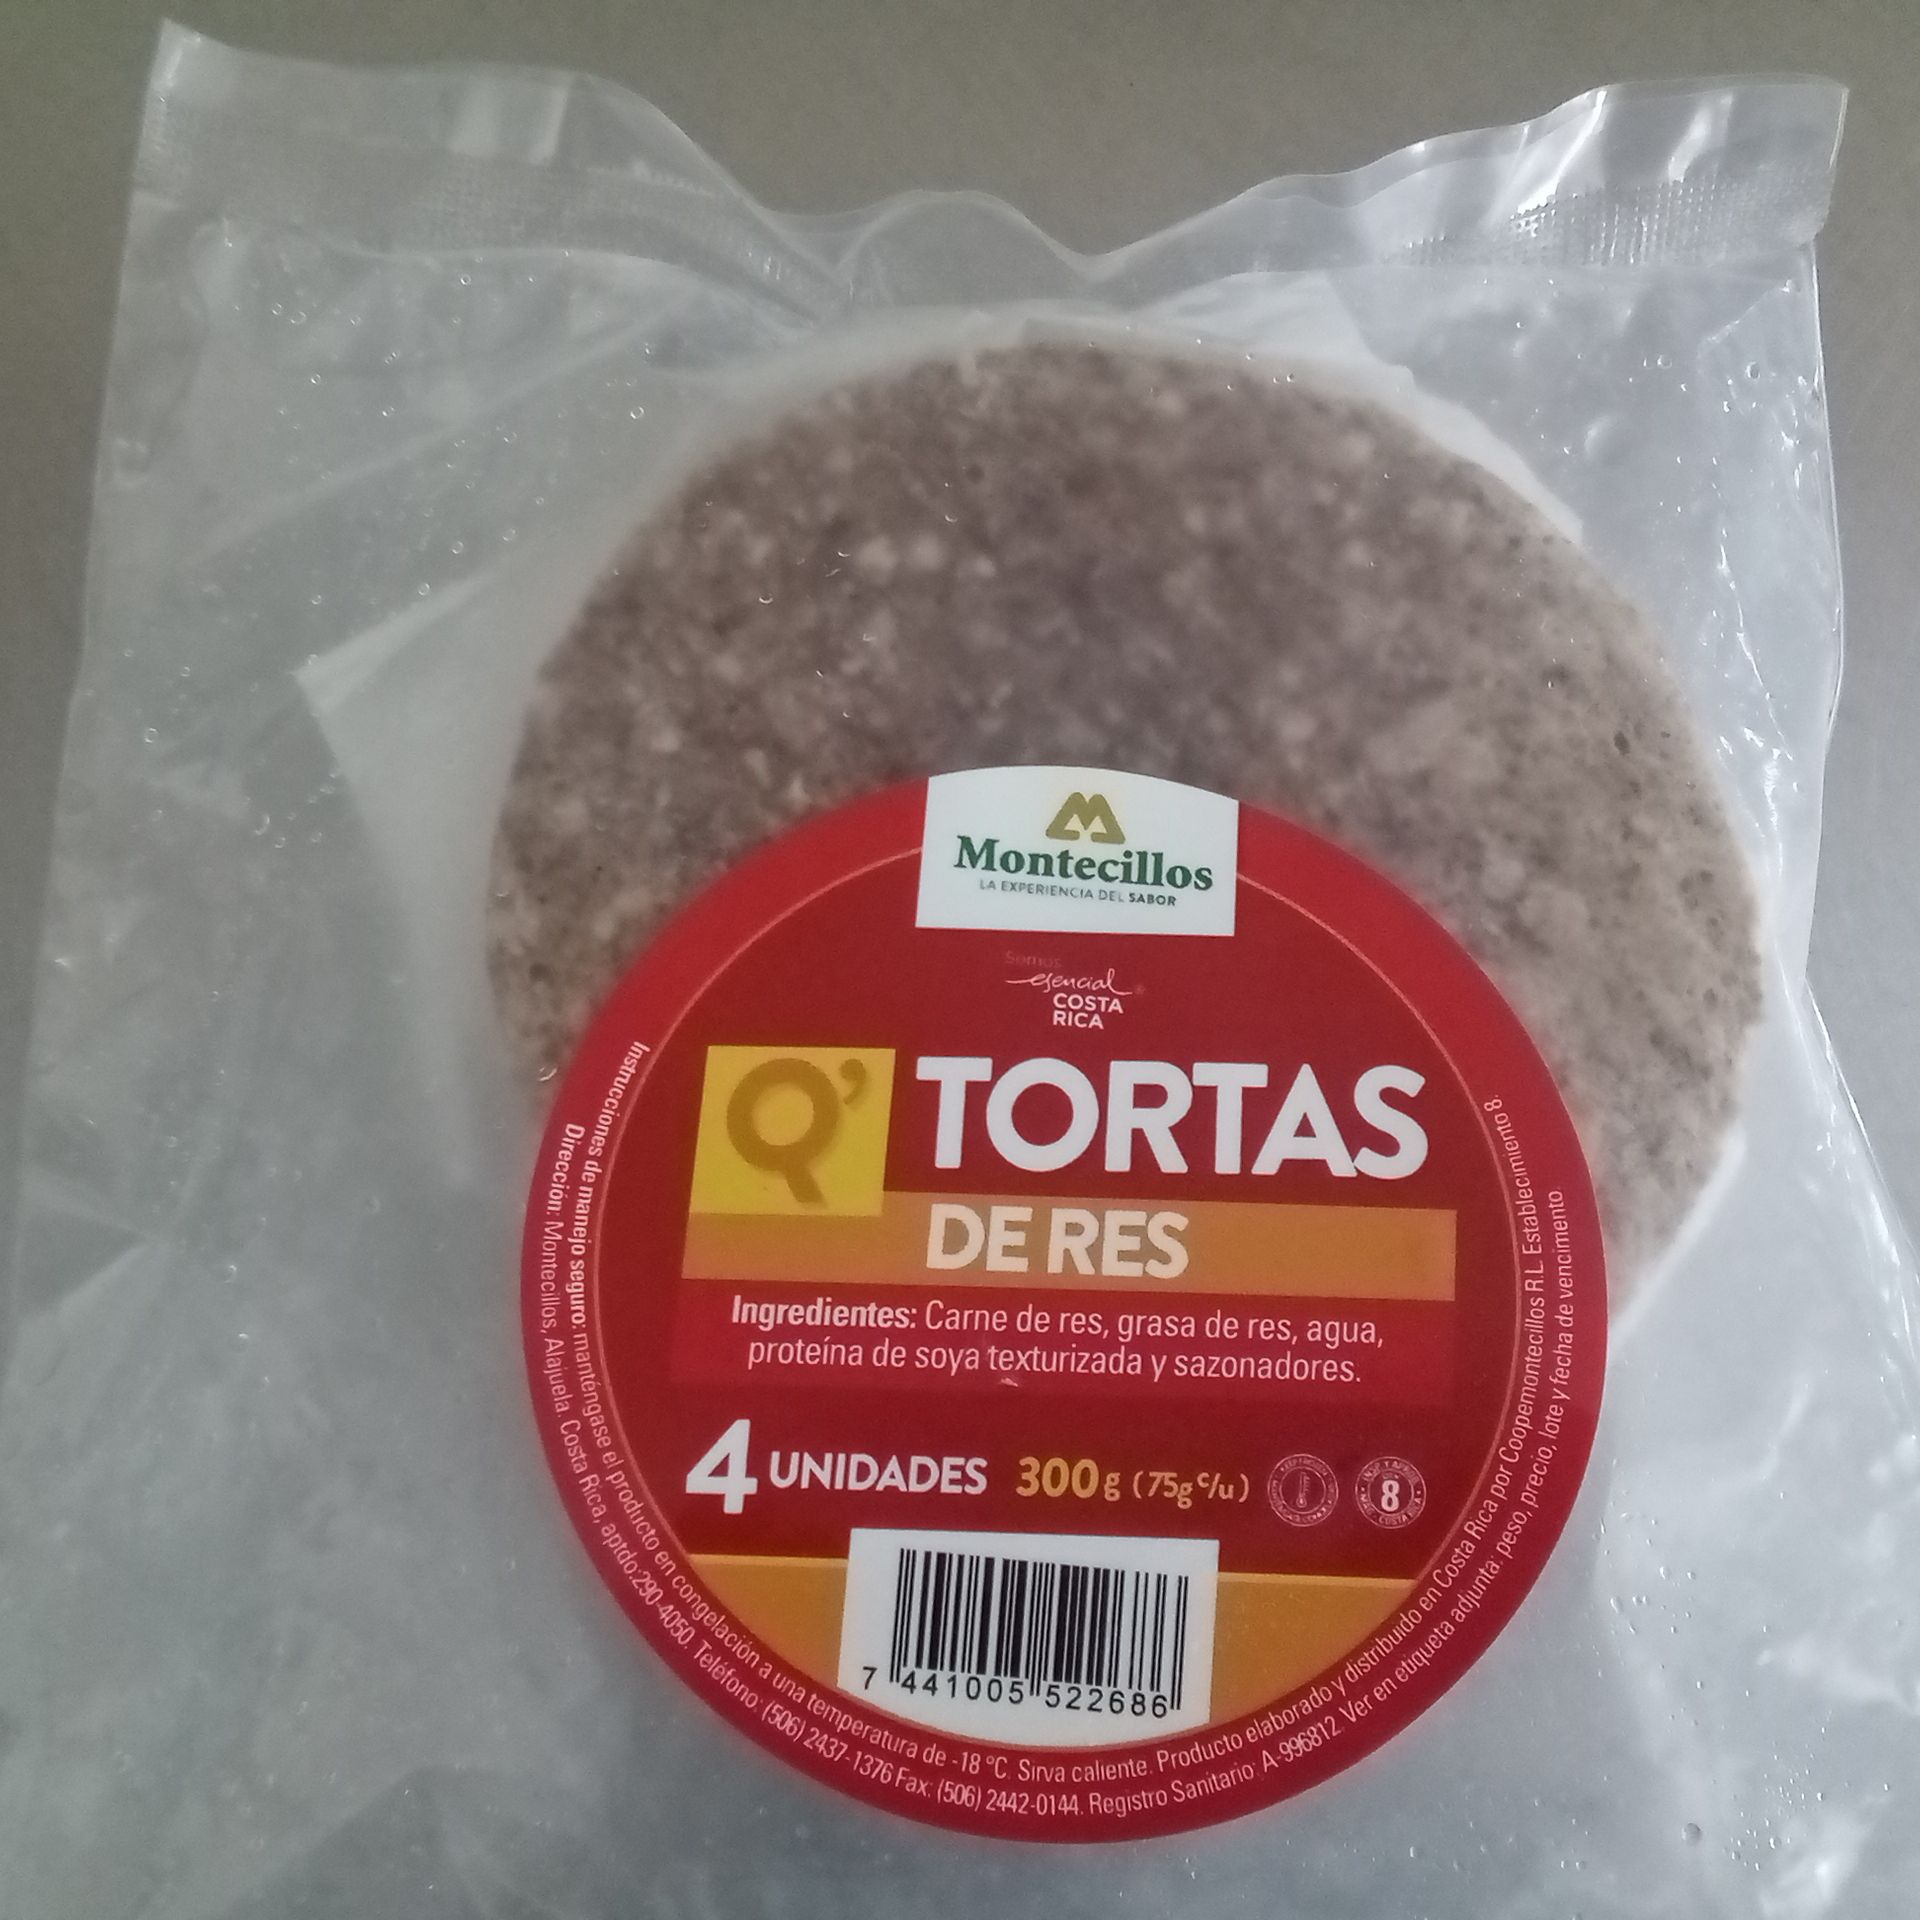 Montecillos
LA EXPERIENCIA DEL SABOR
Somos
esencial
COSTA
RICA
Q' TORTAS
DE RES
Ingredientes: Carne de res, grasa de res, agua,
proteína de soya texturizada y sazonadores.
4 UNIDADES 300g (75g c/u)
8
COSTA RICA
7 441005 522686
Instrucciones de manejo seguro: manténgase el producto en congelación a una temperatura de -18 °C. Sirva caliente. Producto elaborado y distribuido en Costa Rica por Coopemontecillos R.L. Establecimiento 8.
Dirección: Montecillos, Alajuela. Costa Rica, aptdo:290-4050. Teléfono: (506) 2437-1376 Fax: (506) 2442-0144. Registro Sanitario: A-996812. Ver en etiqueta adjunta: peso, precio, lote y fecha de vencimiento.